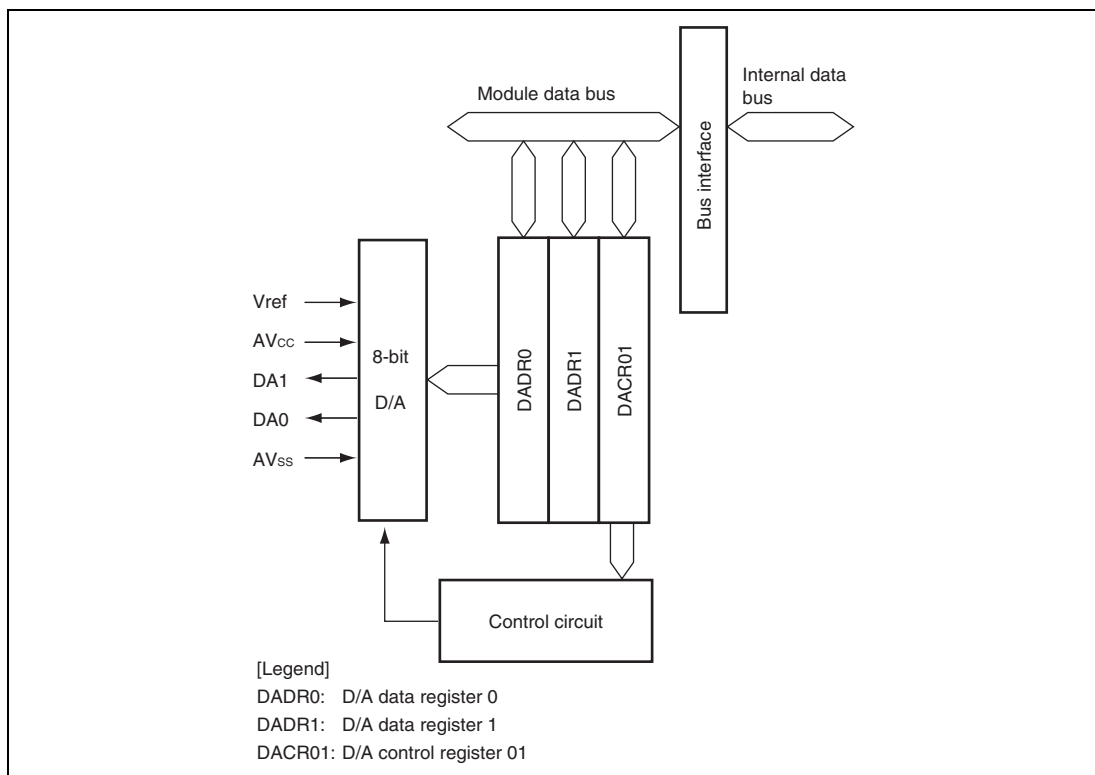 Module data bus
Internal data
bus
Bus interface
Vref
AVCC
DA1
DA0
AVSS
8-bit
D/A
DADR0
DADR1
DACR01
Control circuit
[Legend]
DADR0: D/A data register 0
DADR1: D/A data register 1
DACR01: D/A control register 01